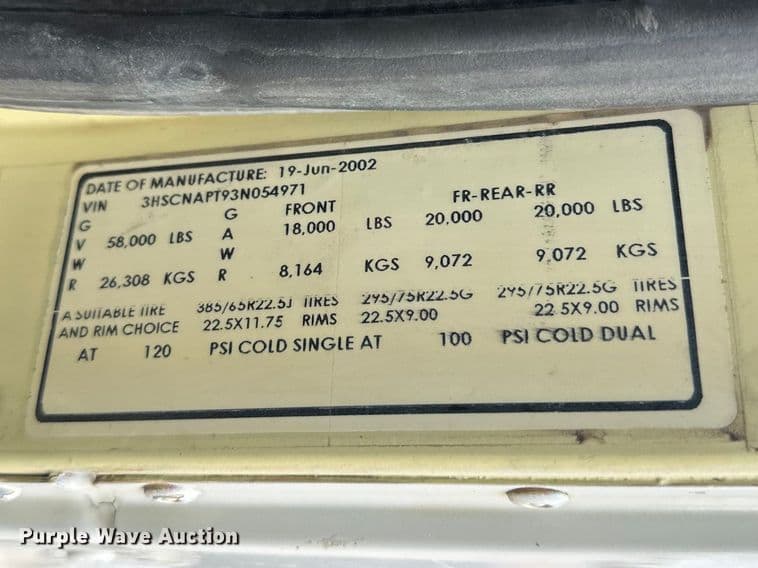 DATE OF MANUFACTURE: 19-Jun-2002
VIN 3HSCNAPT93N054971
G G FRONT FR-REAR-RR
V 58,000 LBS A 18,000 LBS 20,000 20,000 LBS
W W
R 26,308 KGS R 8,164 KGS 9,072 9,072 KGS
A SUITABLE TIRE 385/65R22.5J TIRES 295/75R22.5G 295/75R22.5G TIRES
AND RIM CHOICE 22.5X11.75 RIMS 22.5X9.00 22.5X9.00 RIMS
AT 120 PSI COLD SINGLE AT 100 PSI COLD DUAL
Purple Wave Auction